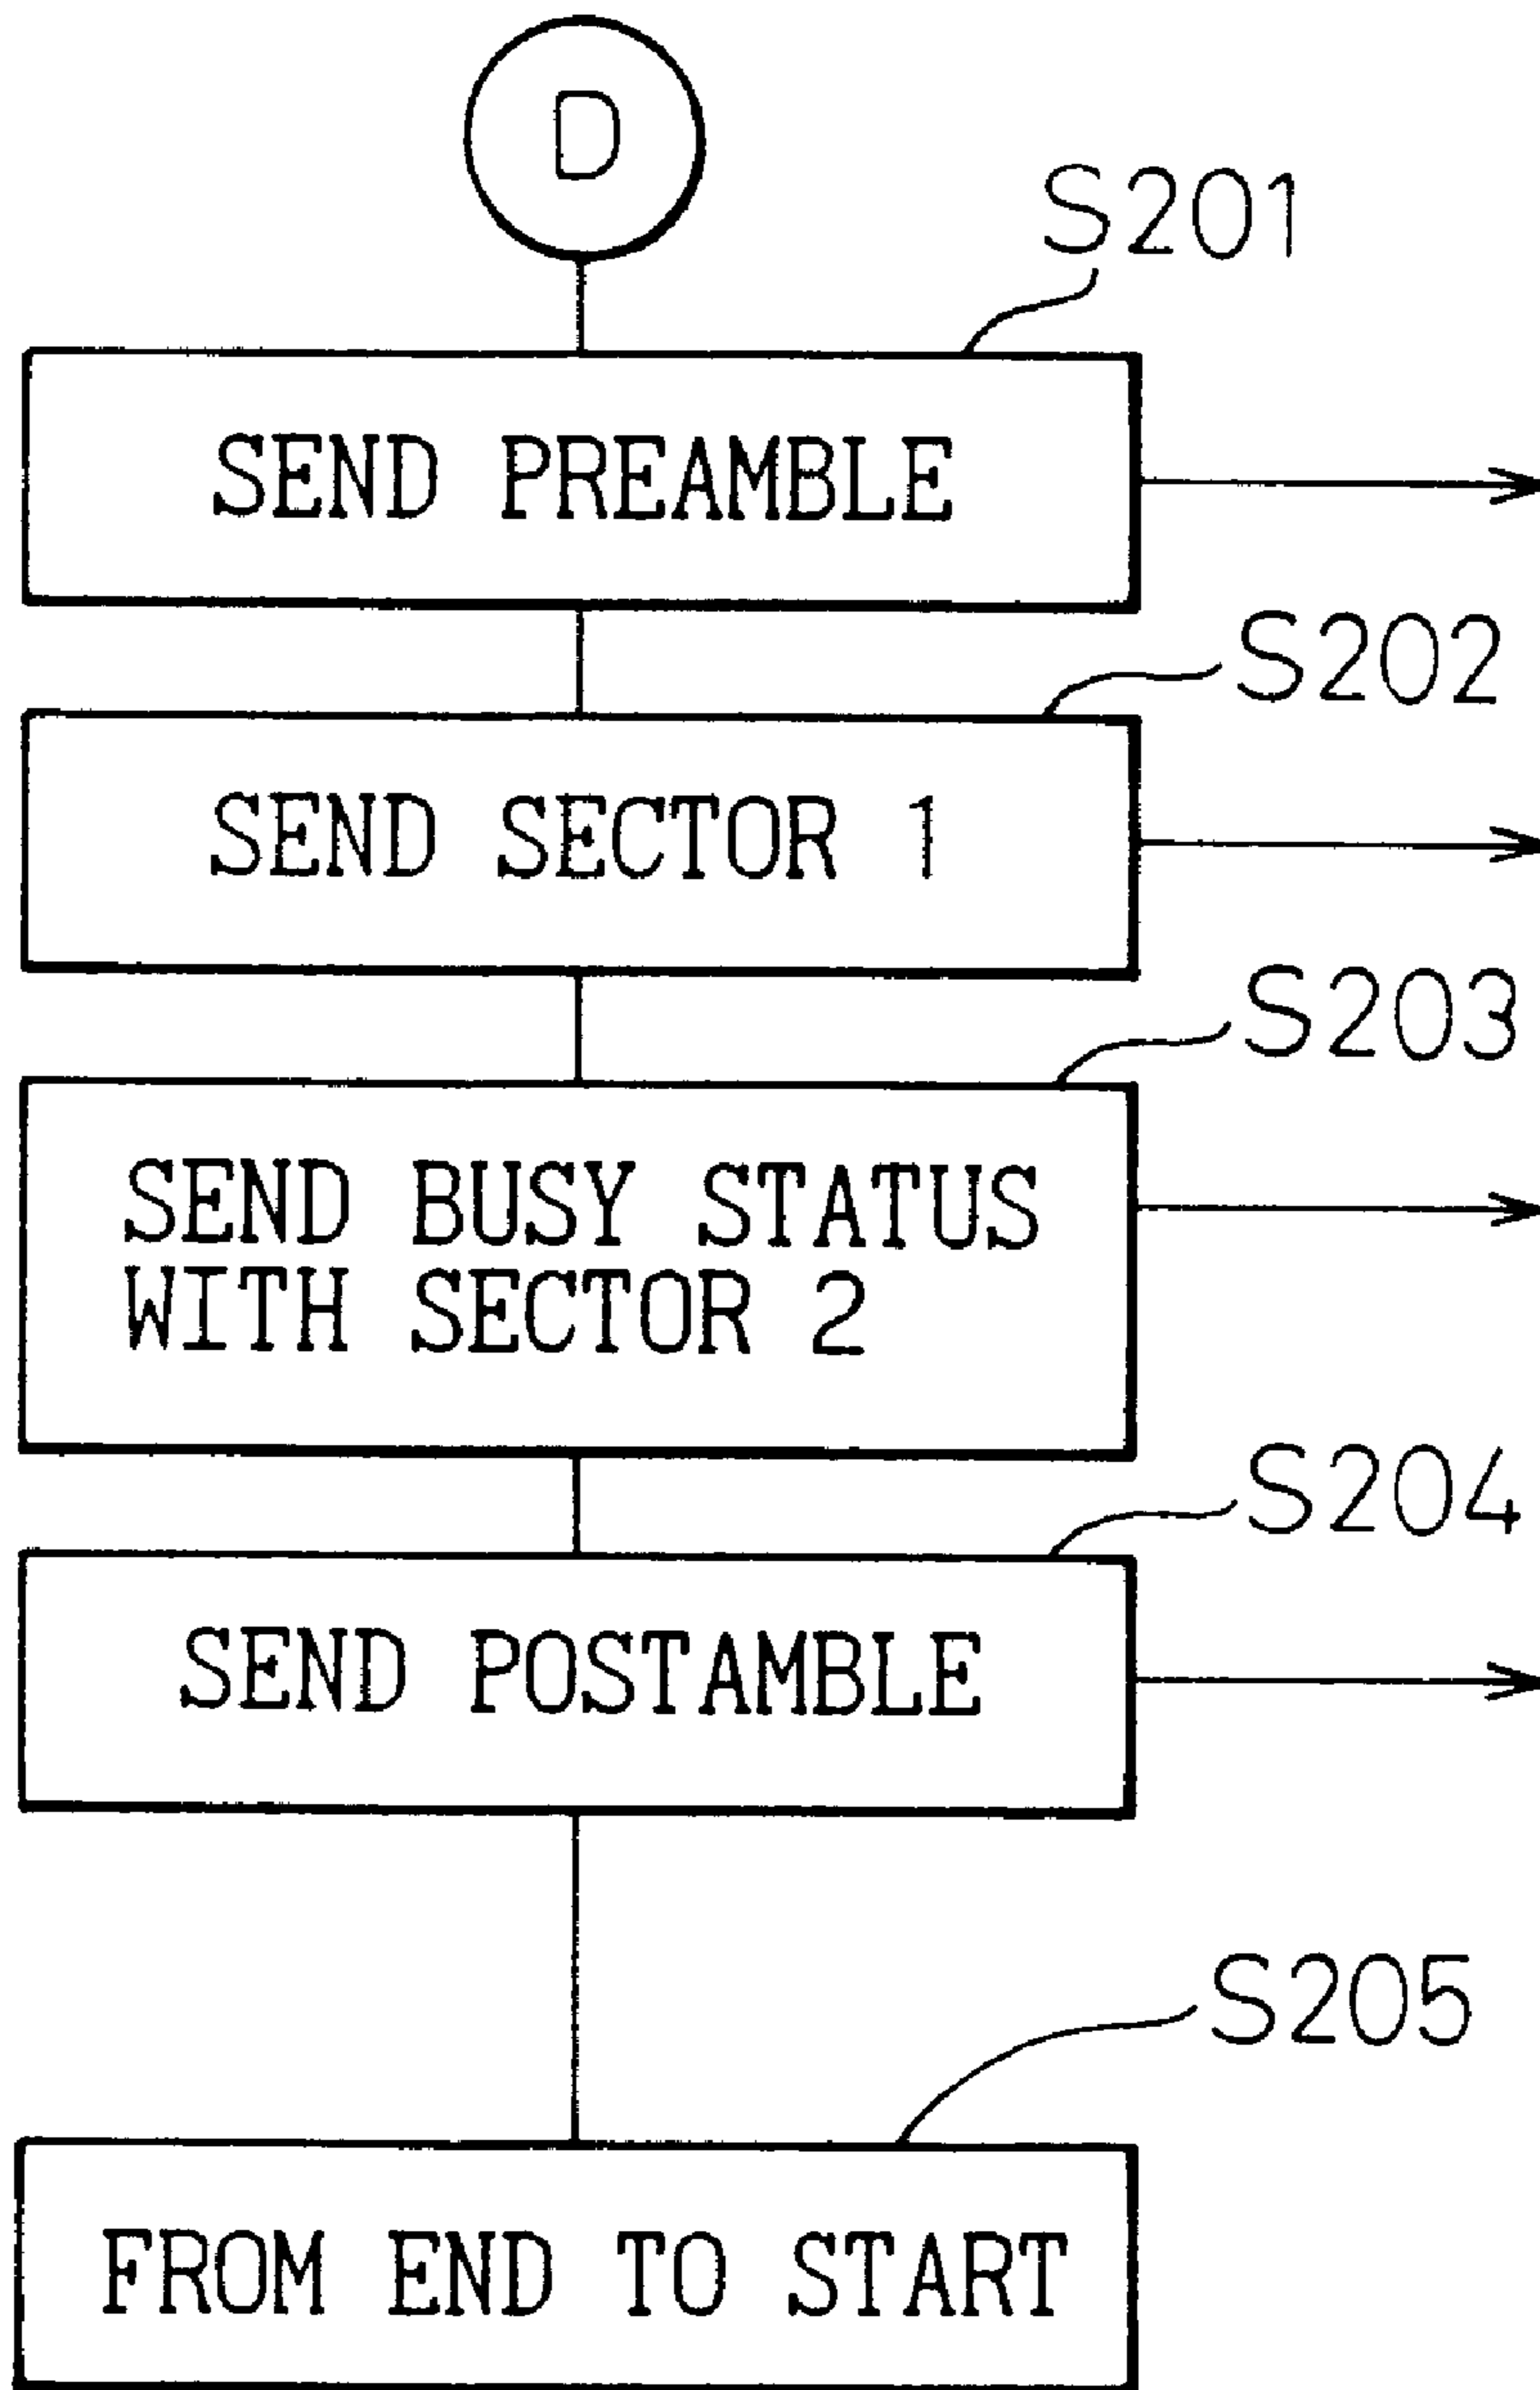 D
S201
SEND PREAMBLE
S202
SEND SECTOR 1
S203
SEND BUSY STATUS
WITH SECTOR 2
S204
SEND POSTAMBLE
S205
FROM END TO START